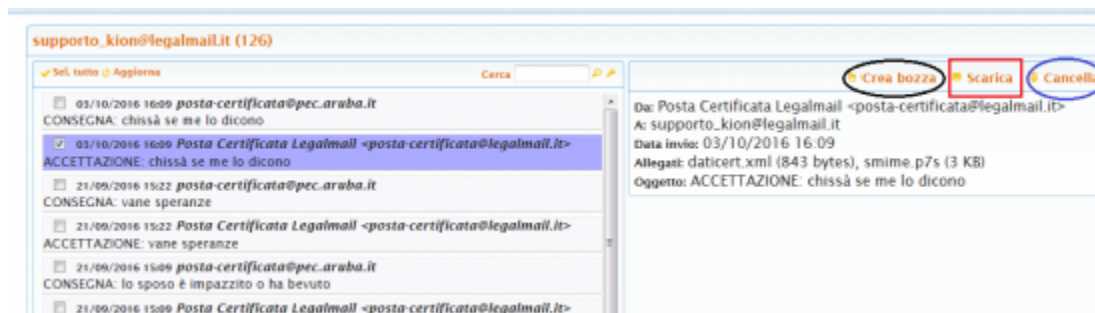 supporto_kion@legalmail.it (126)
Sel. tutto Aggiorna Cerca
03/10/2016 16:09 posta-certificata@pec.aruba.it
CONSEGNA: chissà se me lo dicono
03/10/2016 16:09 Posta Certificata Legalmail <posta-certificata@legalmail.it>
ACCETTAZIONE: chissà se me lo dicono
21/09/2016 15:22 posta-certificata@pec.aruba.it
CONSEGNA: vane speranze
21/09/2016 15:22 Posta Certificata Legalmail <posta-certificata@legalmail.it>
ACCETTAZIONE: vane speranze
21/09/2016 15:09 posta-certificata@pec.aruba.it
CONSEGNA: lo sposo è impazzito o ha bevuto
21/09/2016 15:09 Posta Certificata Legalmail <posta-certificata@legalmail.it>
Crea bozza Scarica Cancella
Da: Posta Certificata Legalmail <posta-certificata@legalmail.it>
A: supporto_kion@legalmail.it
Data invio: 03/10/2016 16:09
Allegati: daticert.xml (843 bytes), smime.p7s (3 KB)
Oggetto: ACCETTAZIONE: chissà se me lo dicono